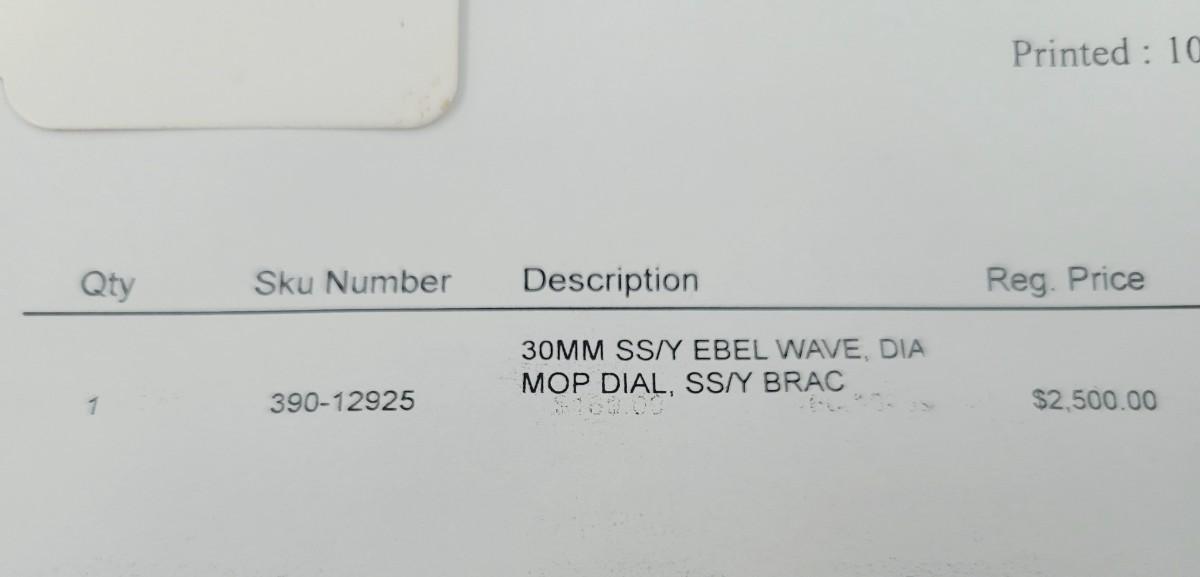 Printed : 10
Qty Sku Number Description Reg. Price
30MM SS/Y EBEL WAVE, DIA
MOP DIAL, SS/Y BRAC
1 390-12925 $2,500.00